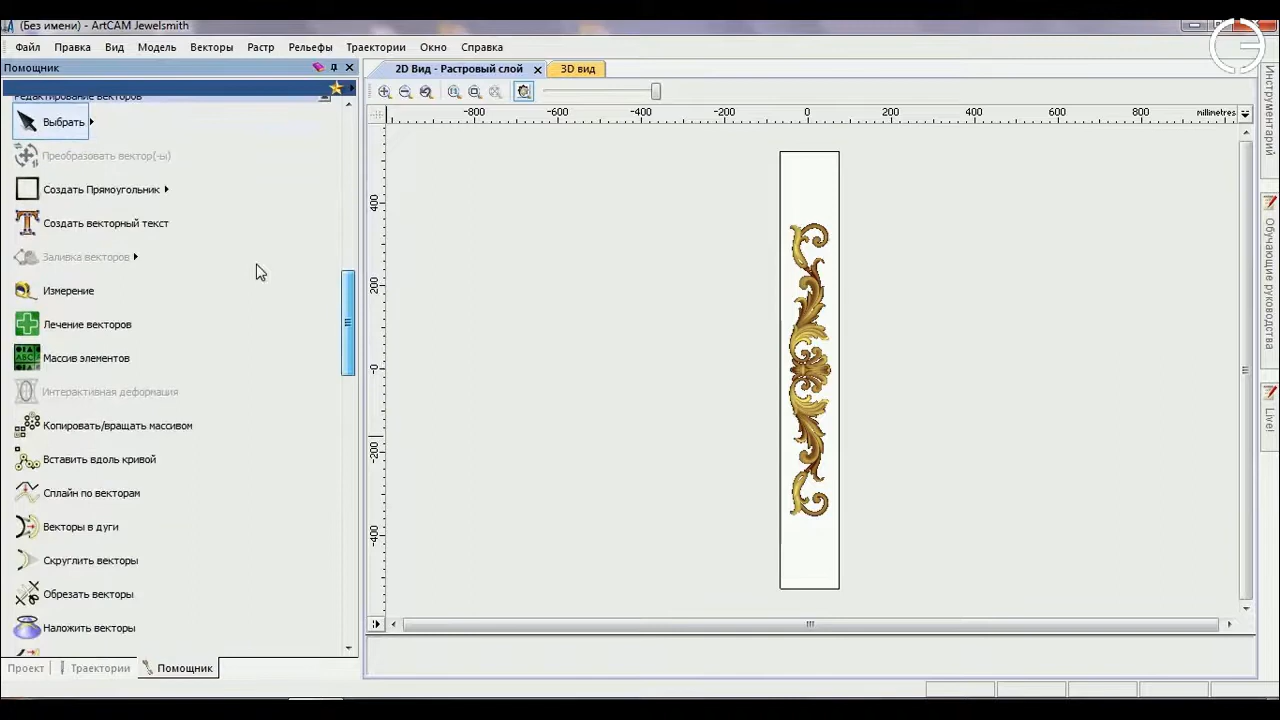 (Без имени) - ArtCAM Jewelsmith
Файл Правка Вид Модель Векторы Растр Рельефы Траектории Окно Справка
Помощник
2D Вид - Растровый слой
3D вид
Редактирование векторов
Выбрать
Преобразовать вектор(-ы)
Создать Прямоугольник
Создать векторный текст
Заливка векторов
Измерение
Лечение векторов
Массив элементов
Интерактивная деформация
Копировать/вращать массивом
Вставить вдоль кривой
Сплайн по векторам
Векторы в дуги
Скруглить векторы
Обрезать векторы
Наложить векторы
Проект Траектории Помощник
-800 -600 -400 -200 0 200 400 600 800 millimetres
400
200
-0
-200
-400
Инструментарий
Обучающие руководства
Live!